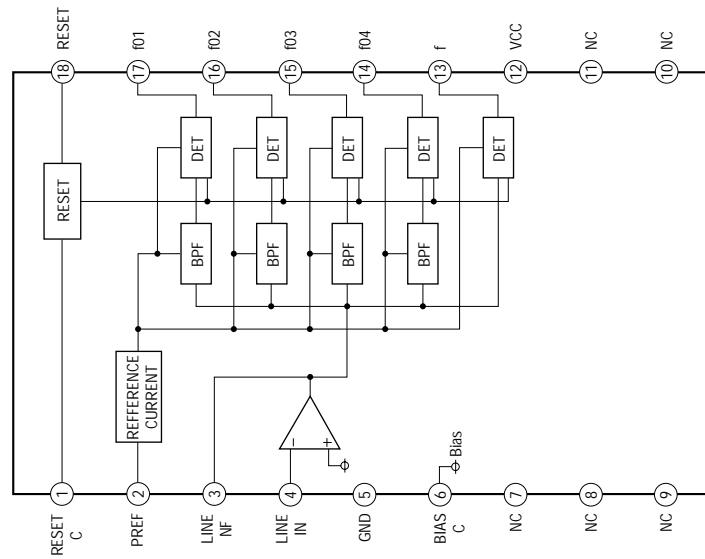 RESET
f01
f02
f03
f04
f
VCC
NC
NC
18
17
16
15
14
13
12
11
10
RESET
DET
DET
DET
DET
DET
BPF
BPF
BPF
BPF
REFFERENCE
CURRENT
−
+
Bias
1
2
3
4
5
6
7
8
9
RESET
C
PREF
LINE
NF
LINE
IN
GND
BIAS
C
NC
NC
NC